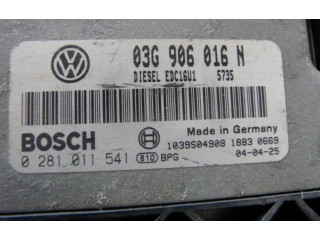 03G 906 016 N
DIESEL EDC16U1 5735
BOSCH
Made in Germany
1039S04908 1883 0669
0 281 011 541 810 BPG 04-04-25